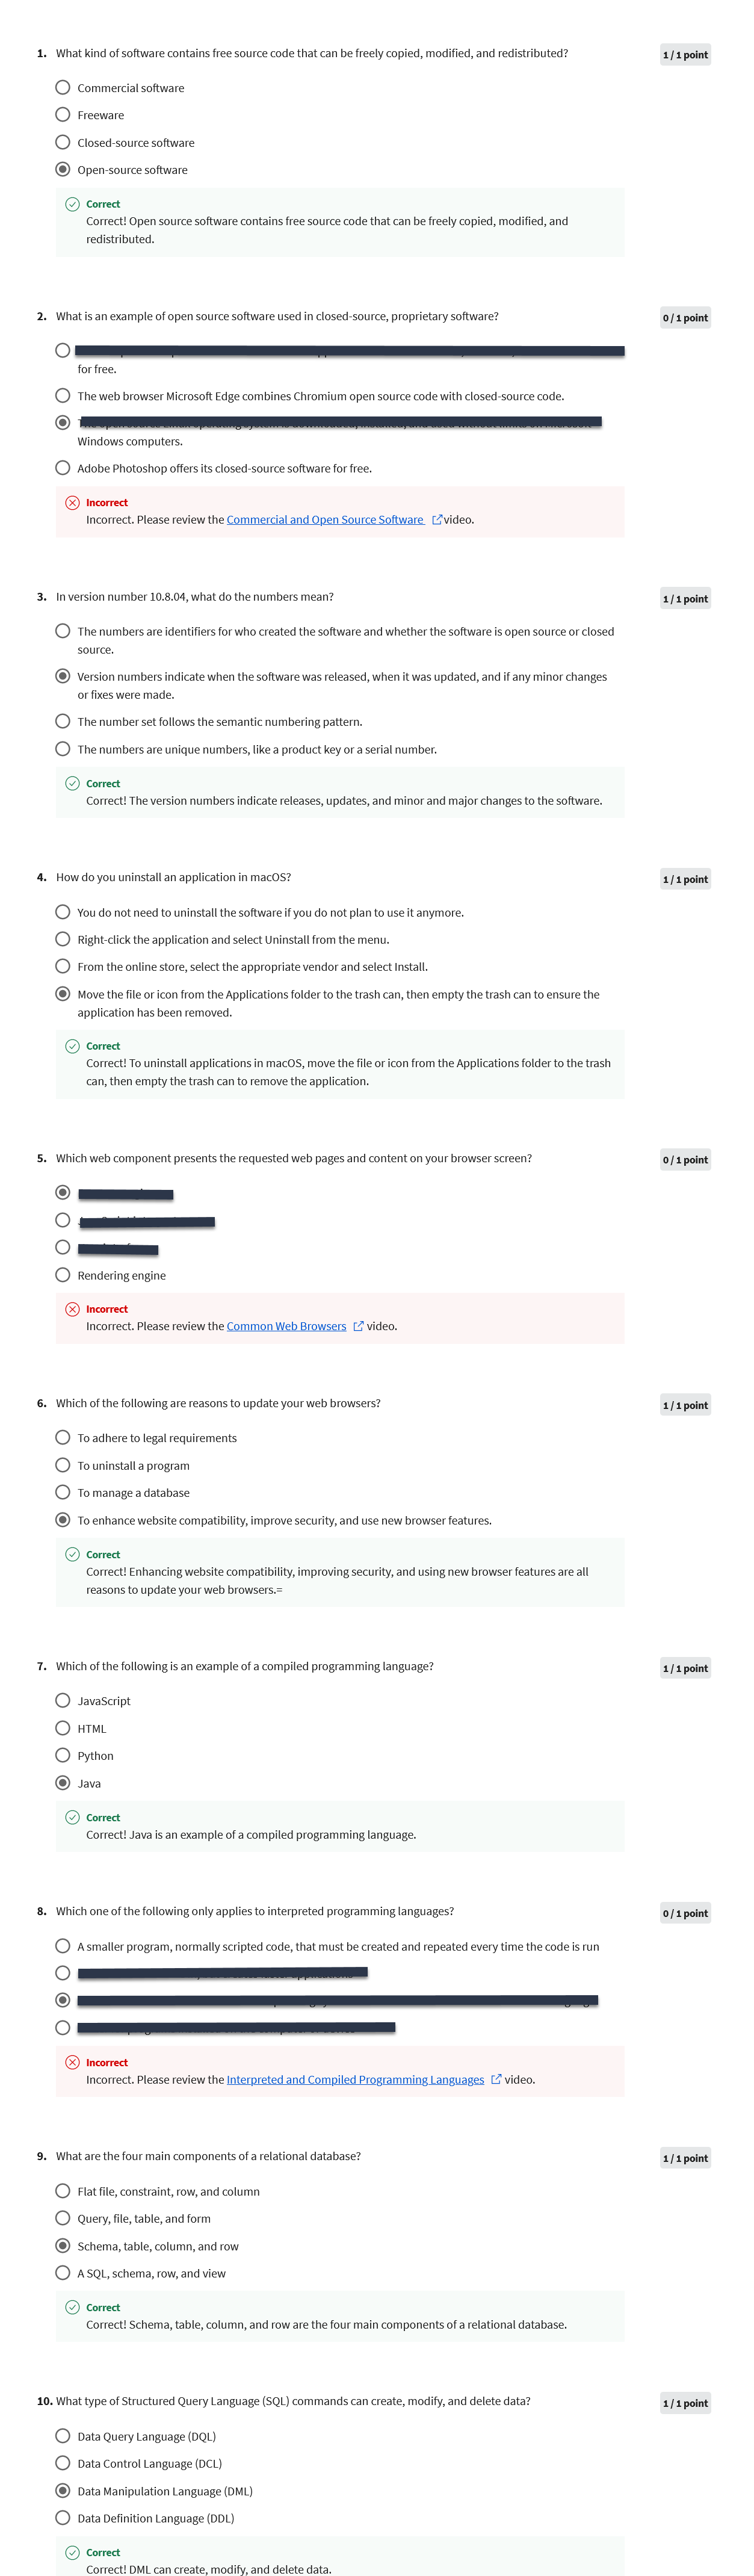 1. What kind of software contains free source code that can be freely copied, modified, and redistributed?
1 / 1 point
Commercial software
Freeware
Closed-source software
Open-source software
Correct
Correct! Open source software contains free source code that can be freely copied, modified, and
redistributed.
2. What is an example of open source software used in closed-source, proprietary software?
0 / 1 point
for free.
The web browser Microsoft Edge combines Chromium open source code with closed-source code.
Windows computers.
Adobe Photoshop offers its closed-source software for free.
Incorrect
Incorrect. Please review the Commercial and Open Source Software video.
3. In version number 10.8.04, what do the numbers mean?
1 / 1 point
The numbers are identifiers for who created the software and whether the software is open source or closed
source.
Version numbers indicate when the software was released, when it was updated, and if any minor changes
or fixes were made.
The number set follows the semantic numbering pattern.
The numbers are unique numbers, like a product key or a serial number.
Correct
Correct! The version numbers indicate releases, updates, and minor and major changes to the software.
4. How do you uninstall an application in macOS?
1 / 1 point
You do not need to uninstall the software if you do not plan to use it anymore.
Right-click the application and select Uninstall from the menu.
From the online store, select the appropriate vendor and select Install.
Move the file or icon from the Applications folder to the trash can, then empty the trash can to ensure the
application has been removed.
Correct
Correct! To uninstall applications in macOS, move the file or icon from the Applications folder to the trash
can, then empty the trash can to remove the application.
5. Which web component presents the requested web pages and content on your browser screen?
0 / 1 point
Rendering engine
Incorrect
Incorrect. Please review the Common Web Browsers video.
6. Which of the following are reasons to update your web browsers?
1 / 1 point
To adhere to legal requirements
To uninstall a program
To manage a database
To enhance website compatibility, improve security, and use new browser features.
Correct
Correct! Enhancing website compatibility, improving security, and using new browser features are all
reasons to update your web browsers.=
7. Which of the following is an example of a compiled programming language?
1 / 1 point
JavaScript
HTML
Python
Java
Correct
Correct! Java is an example of a compiled programming language.
8. Which one of the following only applies to interpreted programming languages?
0 / 1 point
A smaller program, normally scripted code, that must be created and repeated every time the code is run
Incorrect
Incorrect. Please review the Interpreted and Compiled Programming Languages video.
9. What are the four main components of a relational database?
1 / 1 point
Flat file, constraint, row, and column
Query, file, table, and form
Schema, table, column, and row
A SQL, schema, row, and view
Correct
Correct! Schema, table, column, and row are the four main components of a relational database.
10. What type of Structured Query Language (SQL) commands can create, modify, and delete data?
1 / 1 point
Data Query Language (DQL)
Data Control Language (DCL)
Data Manipulation Language (DML)
Data Definition Language (DDL)
Correct
Correct! DML can create, modify, and delete data.